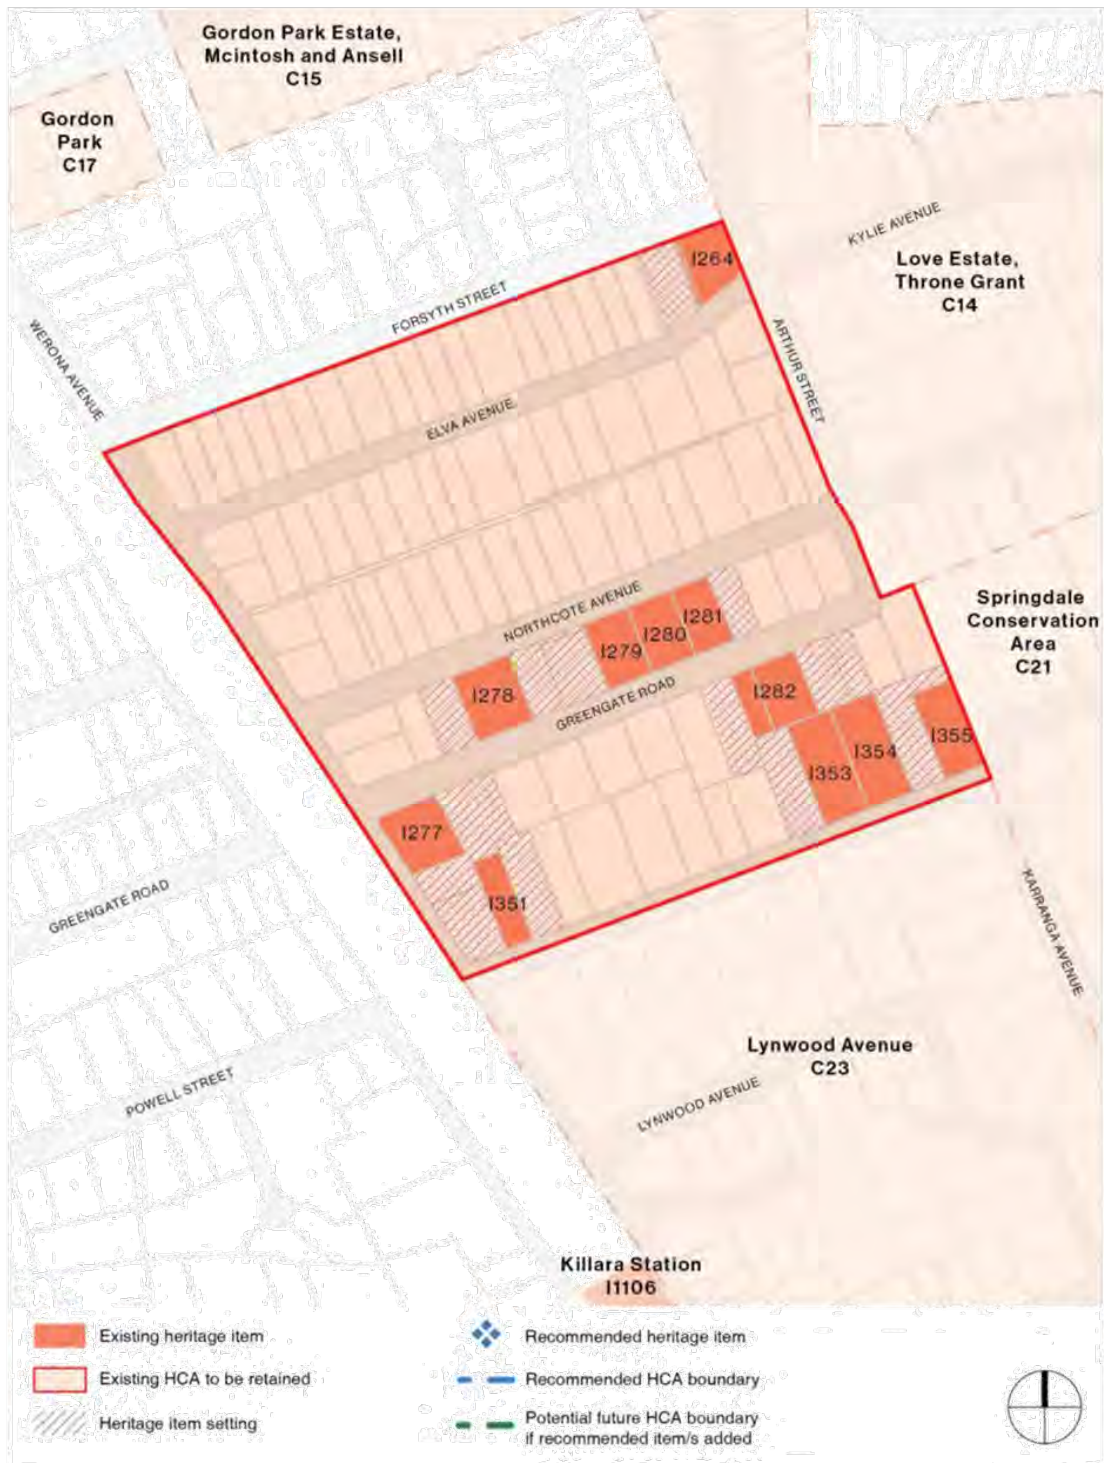 Gordon Park Estate,
Mcintosh and Ansell
C15
Gordon
Park
C17
KYLIE AVENUE
Love Estate,
Throne Grant
C14
I264
FORSYTH STREET
WERONA AVENUE
ARTHUR STREET
ELVA AVENUE
NORTHCOTE AVENUE
Springdale
Conservation
Area
C21
I281
I280
I279
I278
GREENGATE ROAD
I282
I355
I354
I353
I277
I351
GREENGATE ROAD
KARRANGA AVENUE
Lynwood Avenue
C23
LYNWOOD AVENUE
POWELL STREET
Killara Station
I1106
Existing heritage item
Existing HCA to be retained
Heritage item setting
Recommended heritage item
Recommended HCA boundary
Potential future HCA boundary
if recommended item/s added